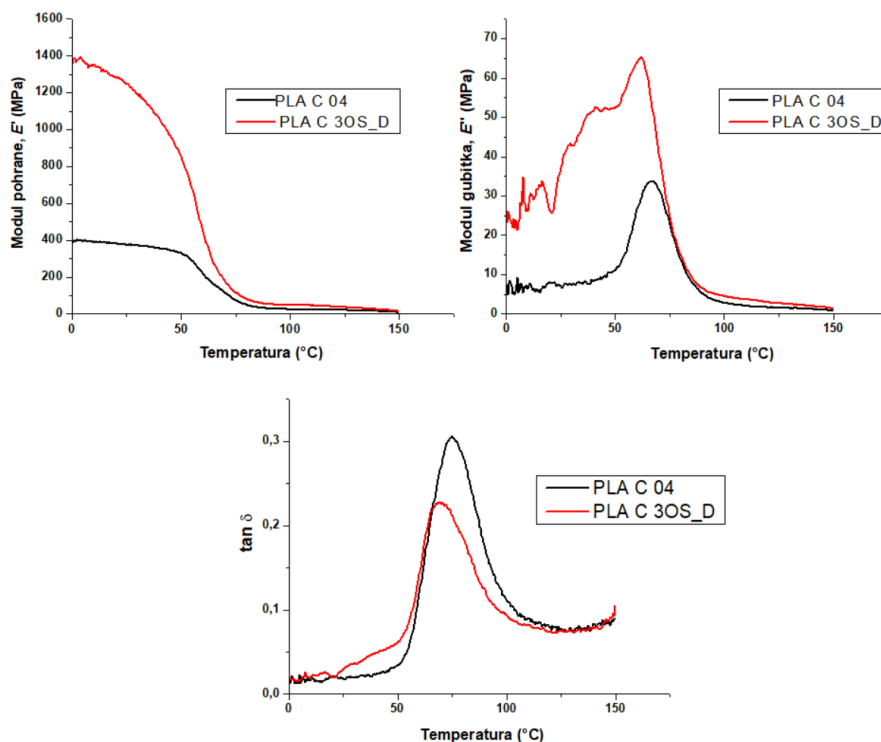 1600
1400
1200
1000
800
600
400
200
0
Modul pohrane, E' (MPa)
PLA C 04
PLA C 3OS_D
0 50 100 150
Temperatura (°C)
70
60
50
40
30
20
10
0
Modul gubitka, E'' (MPa)
PLA C 04
PLA C 3OS_D
0 50 100 150
Temperatura (°C)
0,3
0,2
0,1
0,0
tan δ
PLA C 04
PLA C 3OS_D
0 50 100 150
Temperatura (°C)